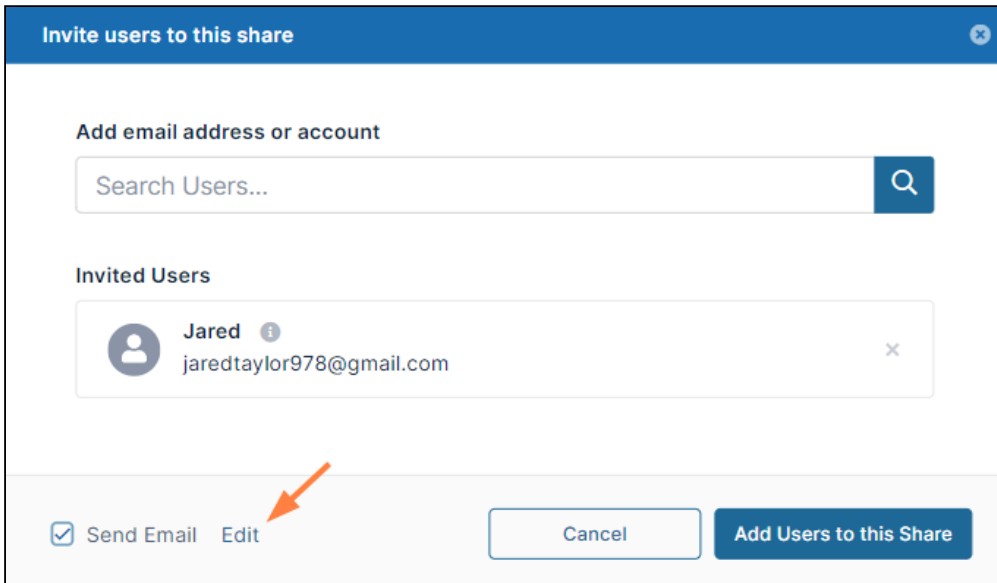 Invite users to this share
Add email address or account
Search Users...
Invited Users
Jared
jaredtaylor978@gmail.com
Send Email Edit
Cancel
Add Users to this Share